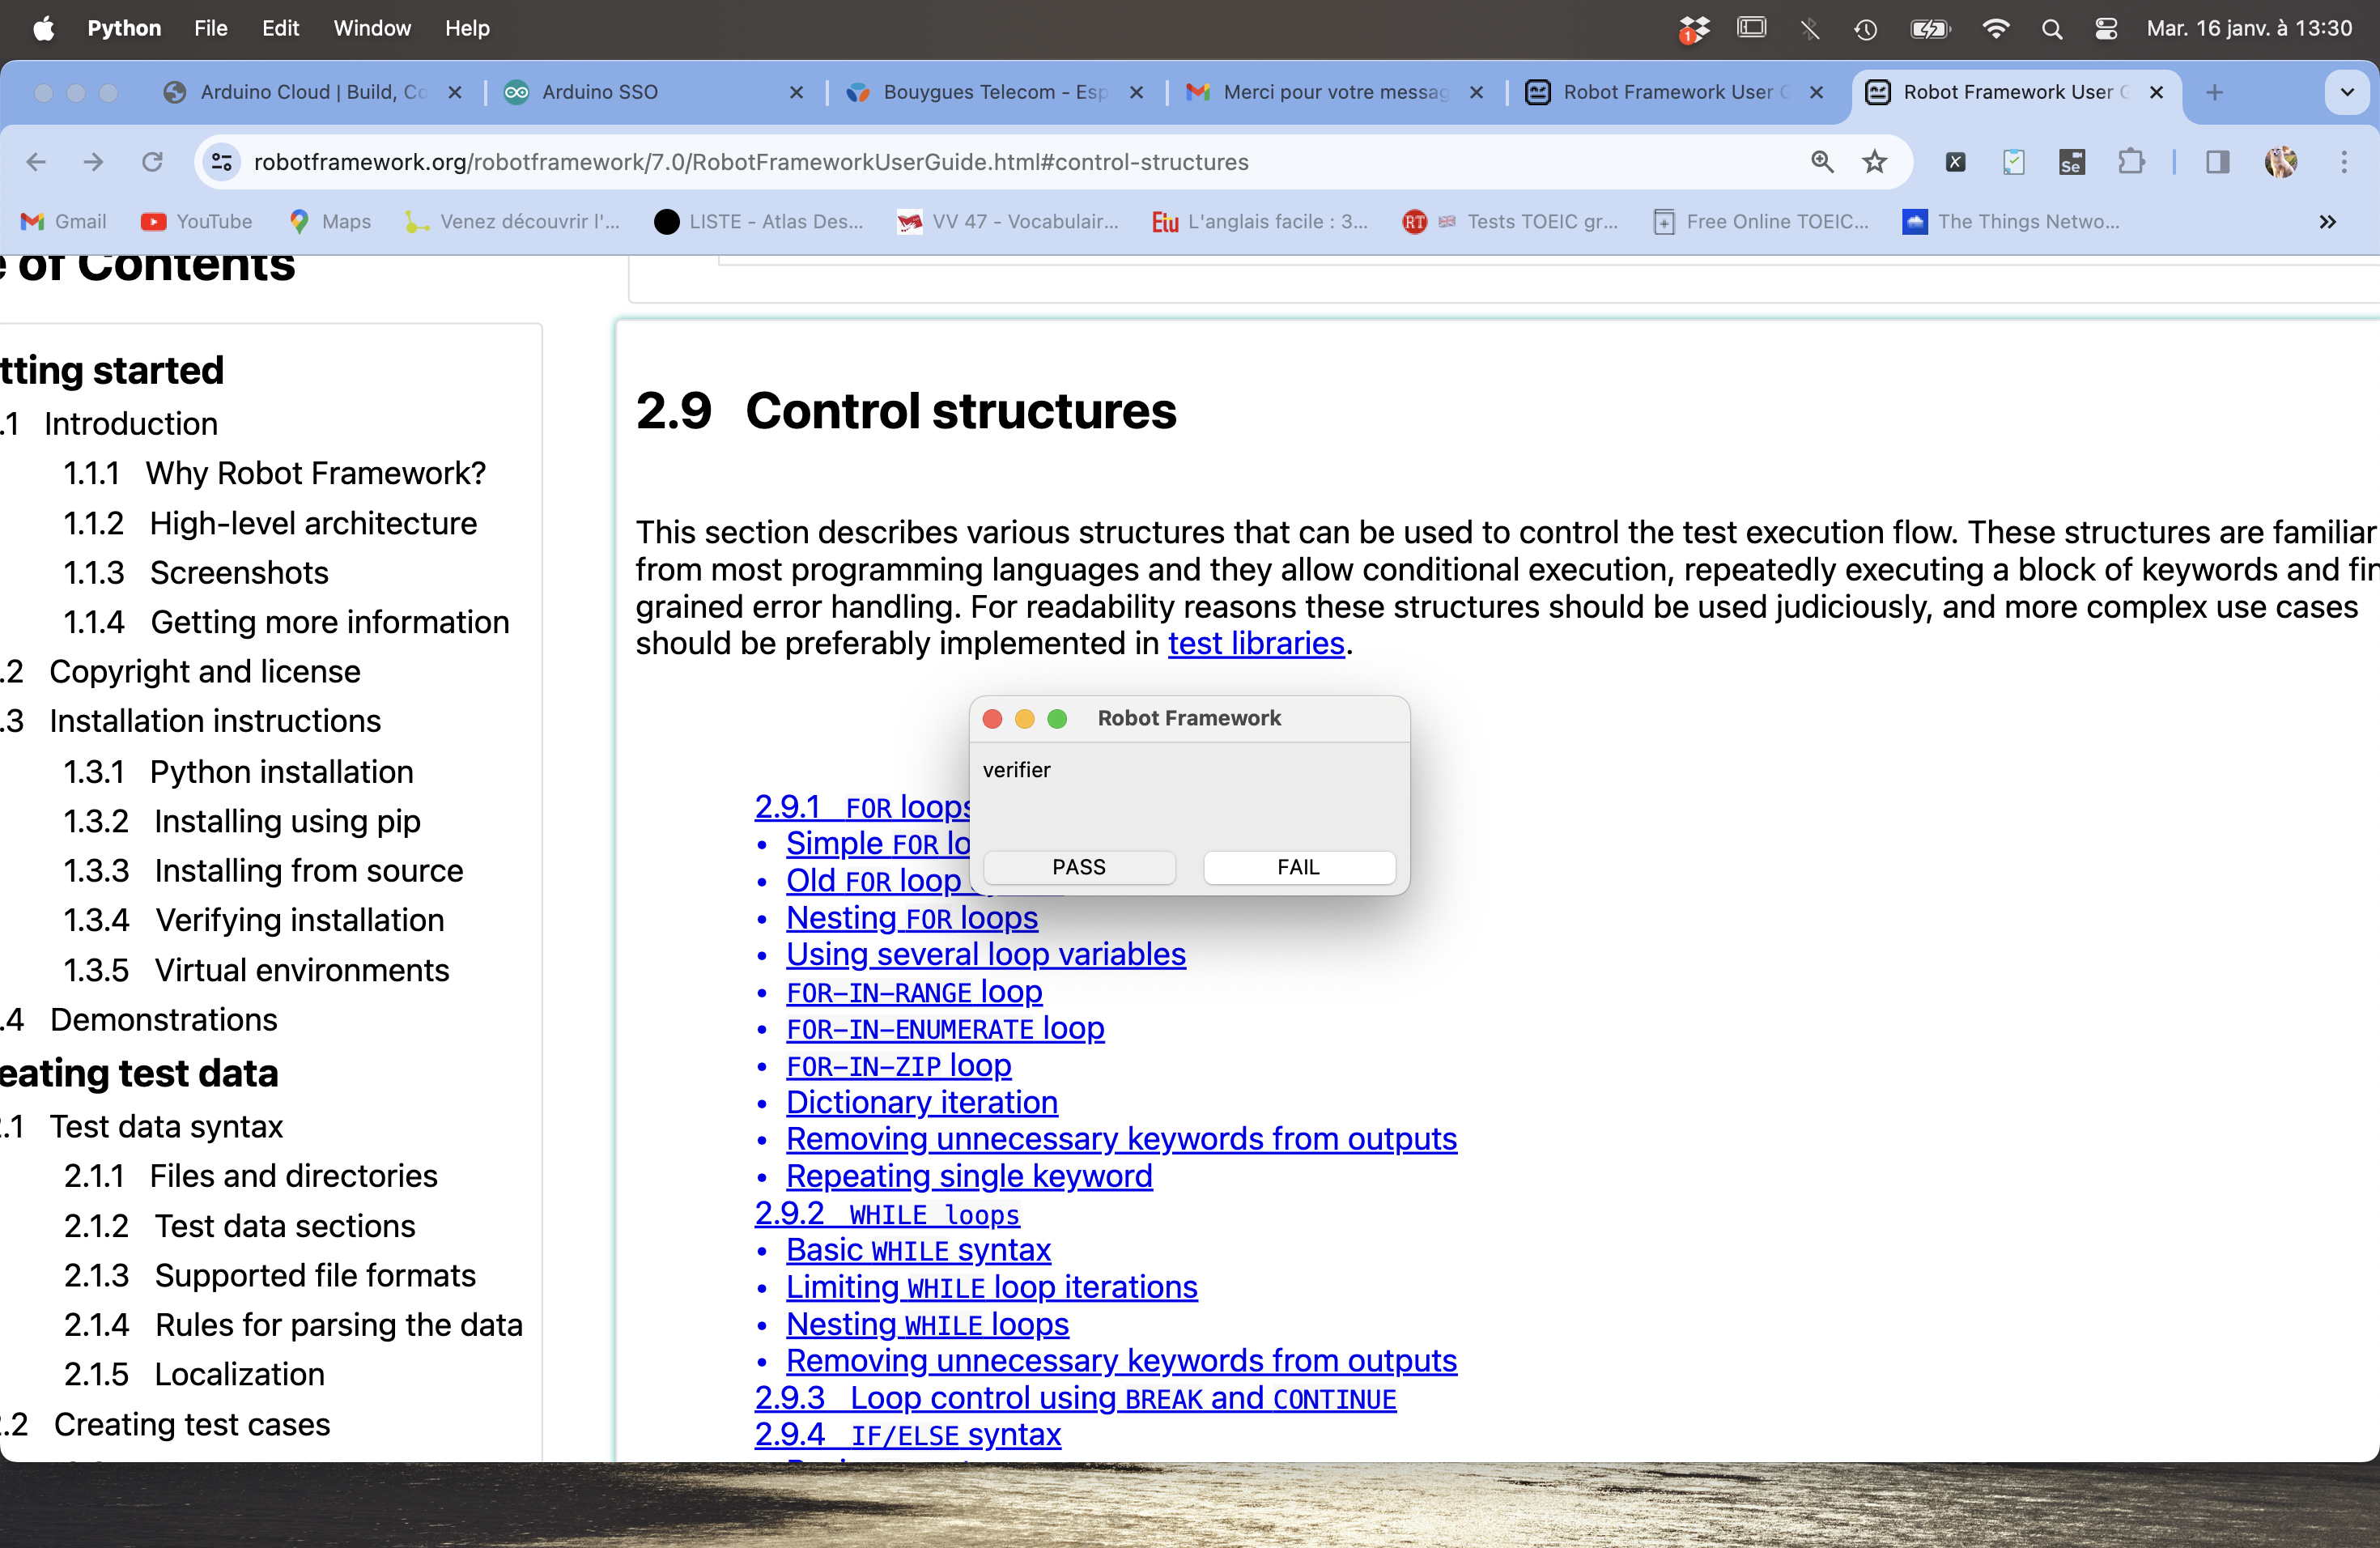 Python File Edit Window Help
1
Mar. 16 janv. à 13:30
Arduino Cloud | Build, Co
Arduino SSO
Bouygues Telecom - Esp
Merci pour votre messag
Robot Framework User G
Robot Framework User G
robotframework.org/robotframework/7.0/RobotFrameworkUserGuide.html#control-structures
Se
Gmail
YouTube
Maps
Venez découvrir l'...
LISTE - Atlas Des...
VV 47 - Vocabulair...
L'anglais facile : 3...
RT
Tests TOEIC gr...
Free Online TOEIC...
The Things Netwo...
e of Contents
tting started
.1 Introduction
1.1.1 Why Robot Framework?
1.1.2 High-level architecture
1.1.3 Screenshots
1.1.4 Getting more information
.2 Copyright and license
.3 Installation instructions
1.3.1 Python installation
1.3.2 Installing using pip
1.3.3 Installing from source
1.3.4 Verifying installation
1.3.5 Virtual environments
.4 Demonstrations
eating test data
.1 Test data syntax
2.1.1 Files and directories
2.1.2 Test data sections
2.1.3 Supported file formats
2.1.4 Rules for parsing the data
2.1.5 Localization
.2 Creating test cases
2.9 Control structures
This section describes various structures that can be used to control the test execution flow. These structures are familiar
from most programming languages and they allow conditional execution, repeatedly executing a block of keywords and fin
grained error handling. For readability reasons these structures should be used judiciously, and more complex use cases
should be preferably implemented in test libraries.
Robot Framework
verifier
PASS FAIL
2.9.1 FOR loops
• Simple FOR lo
• Old FOR loop
• Nesting FOR loops
• Using several loop variables
• FOR-IN-RANGE loop
• FOR-IN-ENUMERATE loop
• FOR-IN-ZIP loop
• Dictionary iteration
• Removing unnecessary keywords from outputs
• Repeating single keyword
2.9.2 WHILE loops
• Basic WHILE syntax
• Limiting WHILE loop iterations
• Nesting WHILE loops
• Removing unnecessary keywords from outputs
2.9.3 Loop control using BREAK and CONTINUE
2.9.4 IF/ELSE syntax